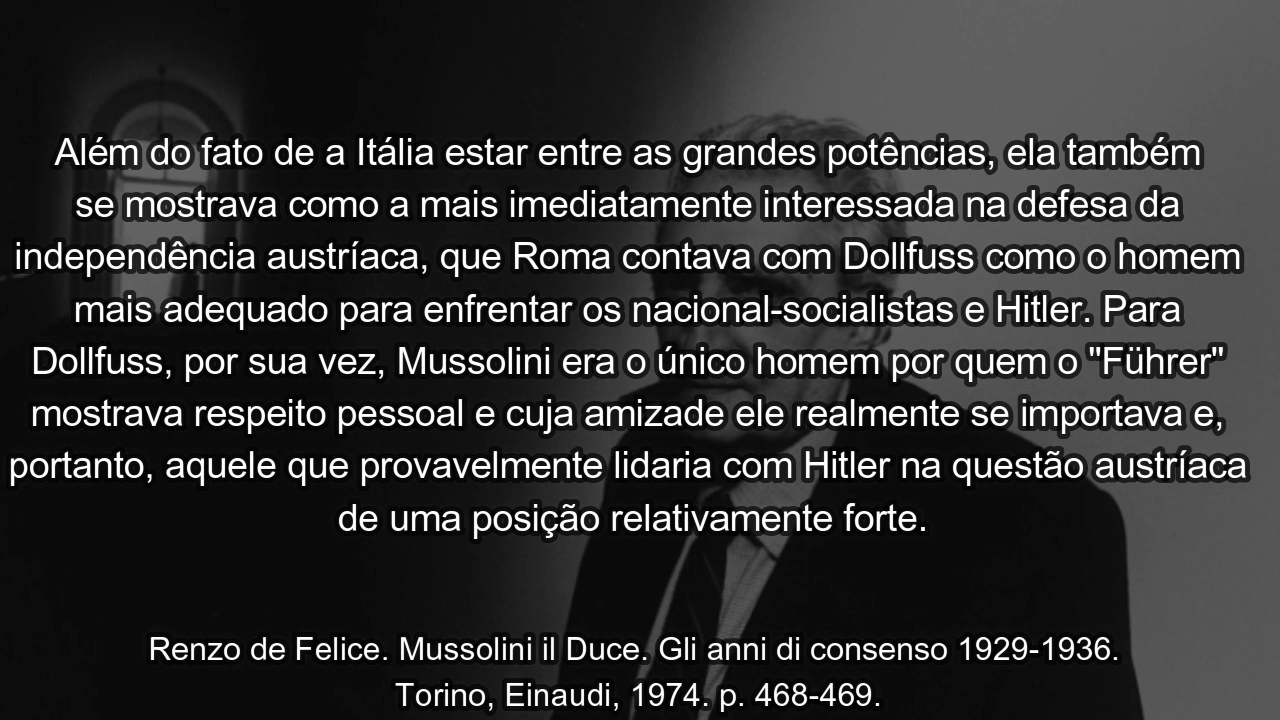 Além do fato de a Itália estar entre as grandes potências, ela também
se mostrava como a mais imediatamente interessada na defesa da
independência austríaca, que Roma contava com Dollfuss como o homem
mais adequado para enfrentar os nacional-socialistas e Hitler. Para
Dollfuss, por sua vez, Mussolini era o único homem por quem o "Führer"
mostrava respeito pessoal e cuja amizade ele realmente se importava e,
portanto, aquele que provavelmente lidaria com Hitler na questão austríaca
de uma posição relativamente forte.
Renzo de Felice. Mussolini il Duce. Gli anni di consenso 1929-1936.
Torino, Einaudi, 1974. p. 468-469.